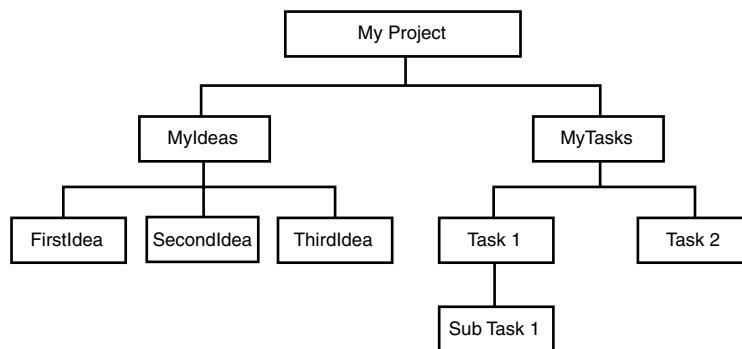 My Project
MyIdeas
MyTasks
FirstIdea
SecondIdea
ThirdIdea
Task 1
Task 2
Sub Task 1